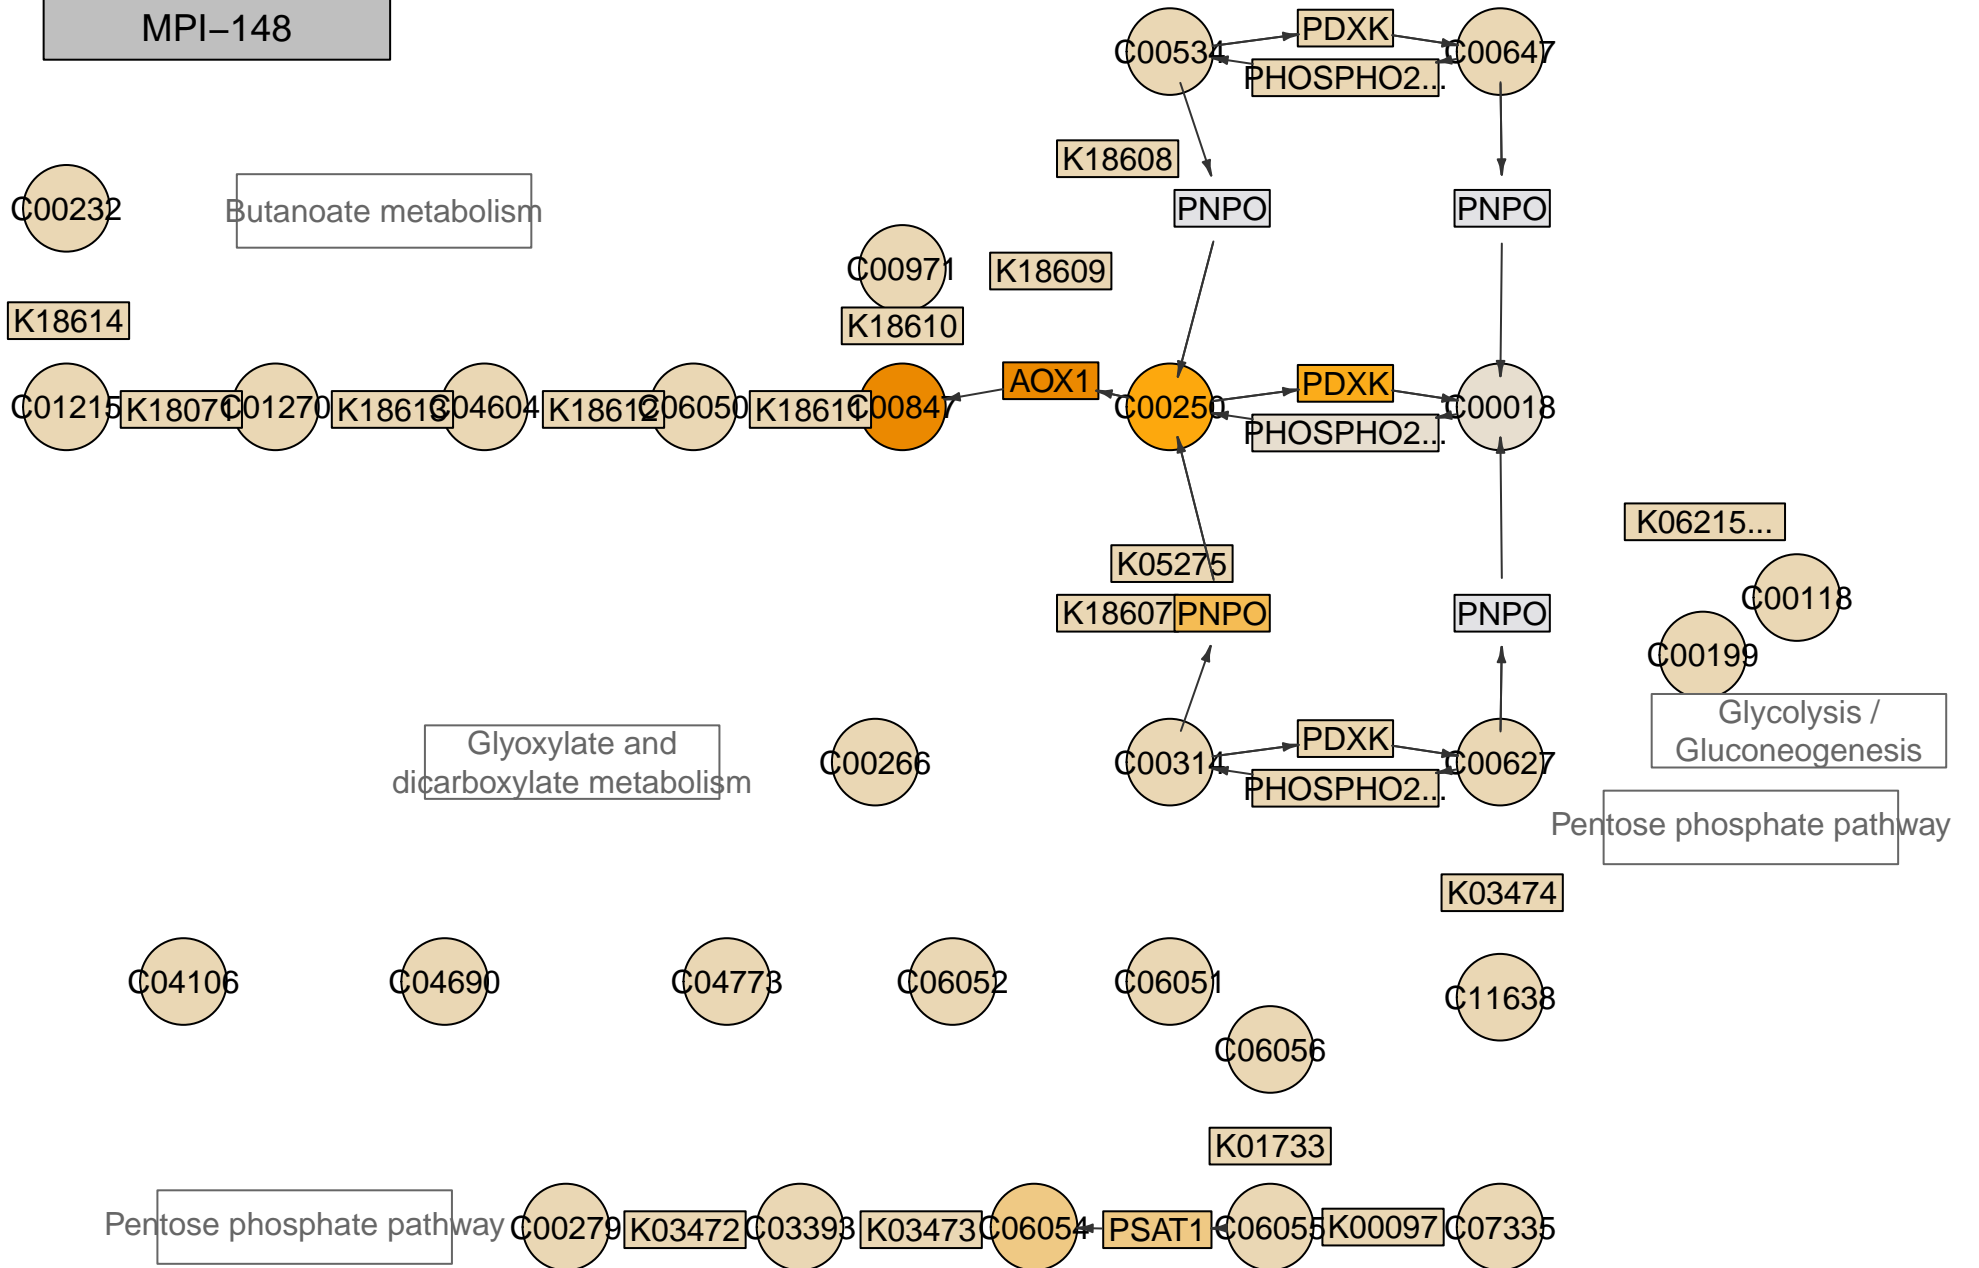 MPI–148
C00534
PDXK
C00647
PHOSPHO2...
K18608
C00232
Butanoate metabolism
PNPO
PNPO
C00971
K18609
K18614
K18610
C01215
K18071
C01270
K18613
C04604
K18612
C06050
K18611
C00847
AOX1
C00250
PDXK
PHOSPHO2...
C00018
K06215...
K05275
C00118
K18607
PNPO
PNPO
C00199
Glyoxylate and
dicarboxylate metabolism
C00266
C00314
PDXK
PHOSPHO2...
C00627
Glycolysis /
Gluconeogenesis
Pentose phosphate pathway
K03474
C04106
C04690
C04773
C06052
C06051
C11638
C06056
K01733
Pentose phosphate pathway
C00279
K03472
C03393
K03473
C06054
PSAT1
C06055
K00097
C07335